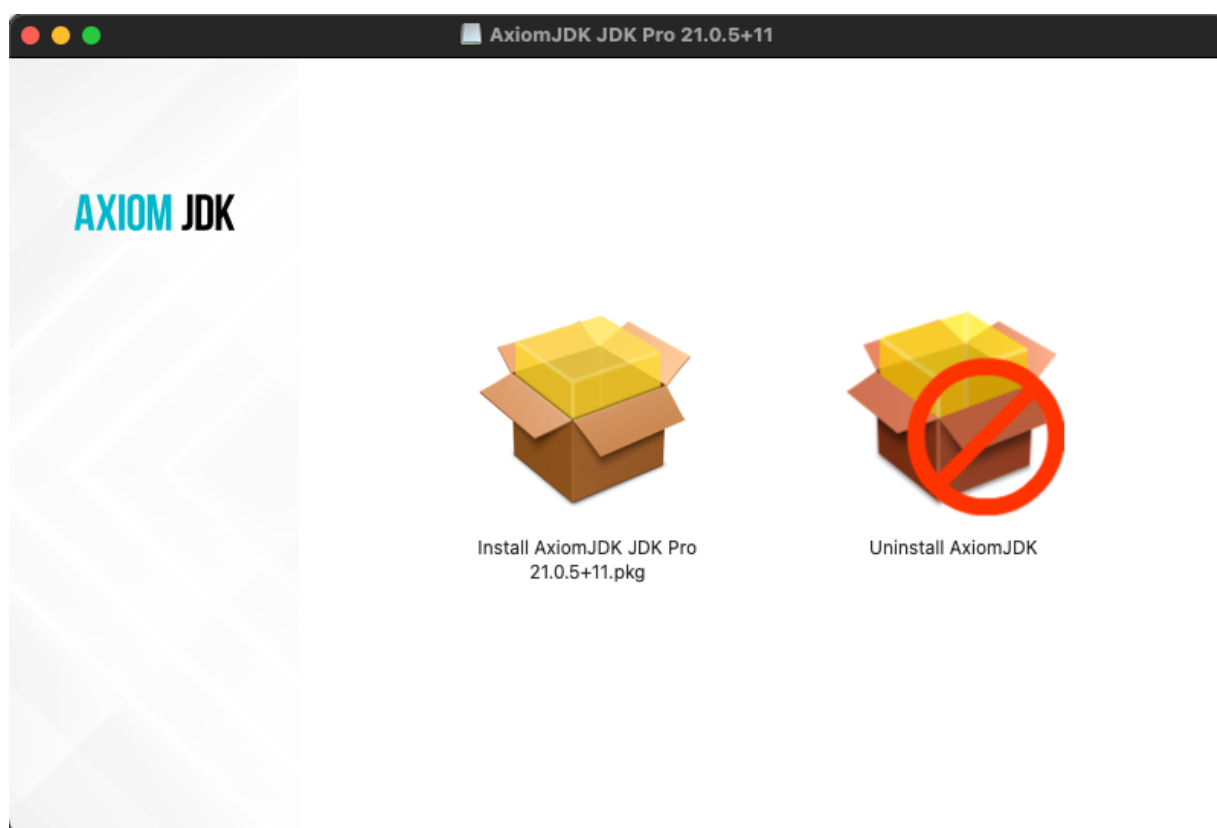 AxiomJDK JDK Pro 21.0.5+11
AXIOM JDK
Install AxiomJDK JDK Pro
21.0.5+11.pkg
Uninstall AxiomJDK